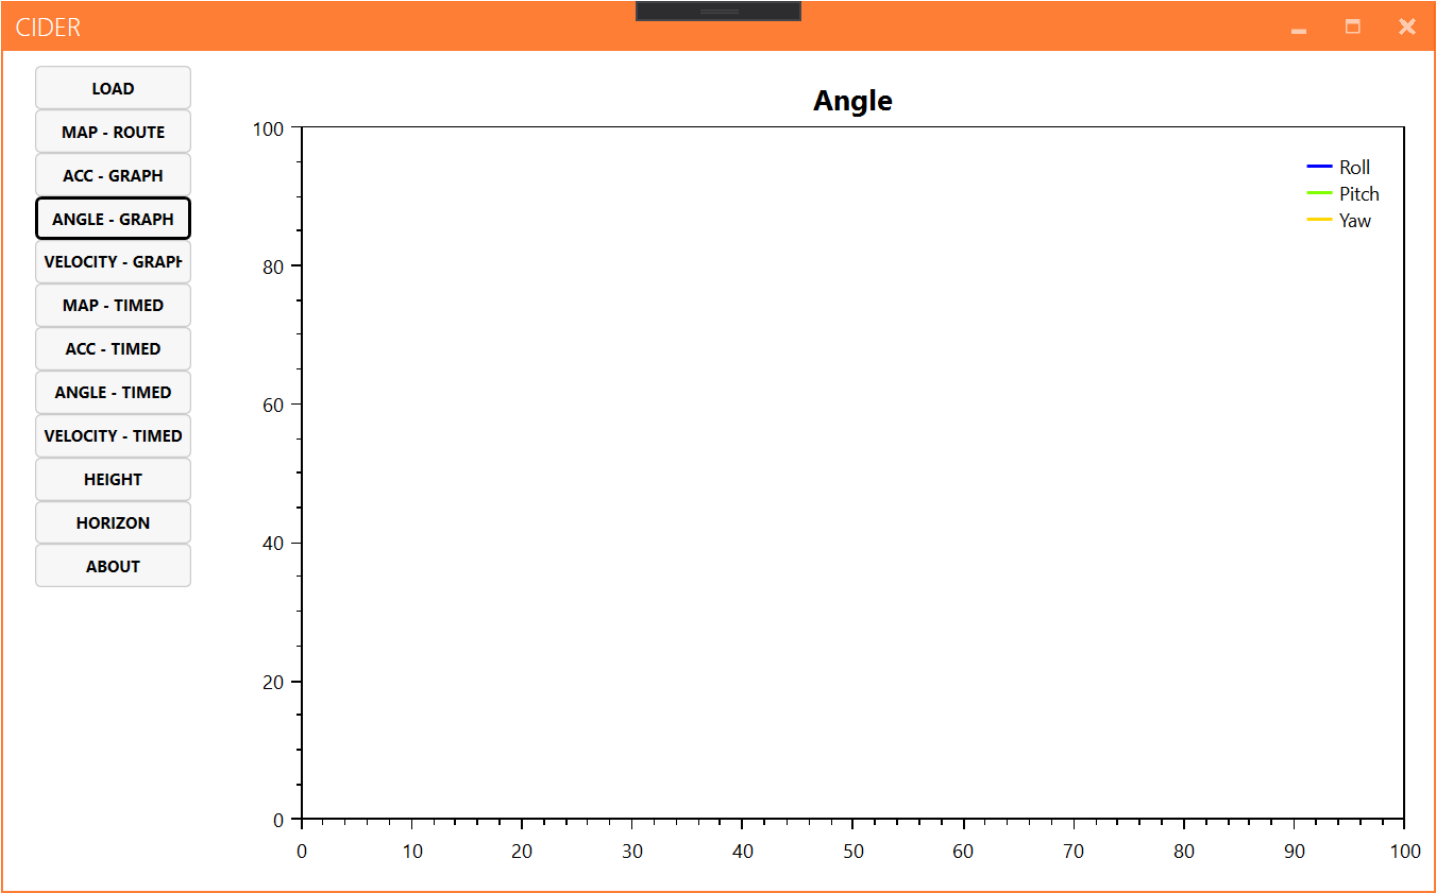 CIDER
LOAD
MAP - ROUTE
ACC - GRAPH
ANGLE - GRAPH
VELOCITY - GRAPH
MAP - TIMED
ACC - TIMED
ANGLE - TIMED
VELOCITY - TIMED
HEIGHT
HORIZON
ABOUT
Angle
Roll
Pitch
Yaw
100
80
60
40
20
0
0 10 20 30 40 50 60 70 80 90 100